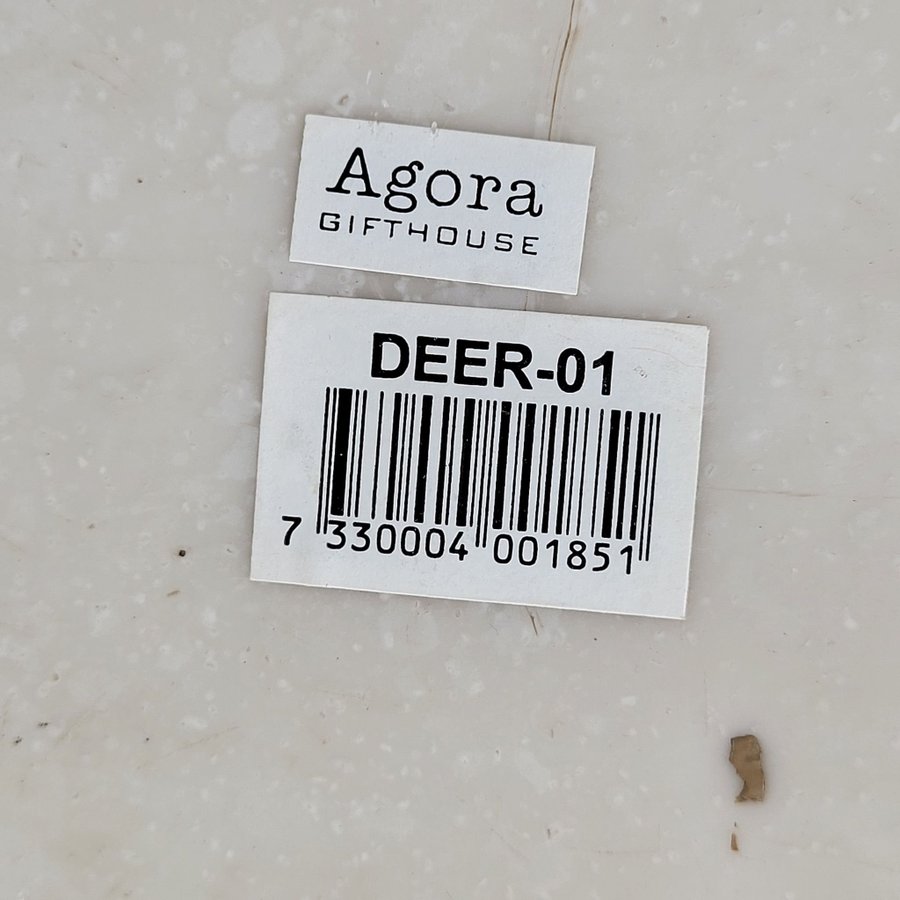 Agora
GIFTHOUSE
DEER-01
7 330004 001851